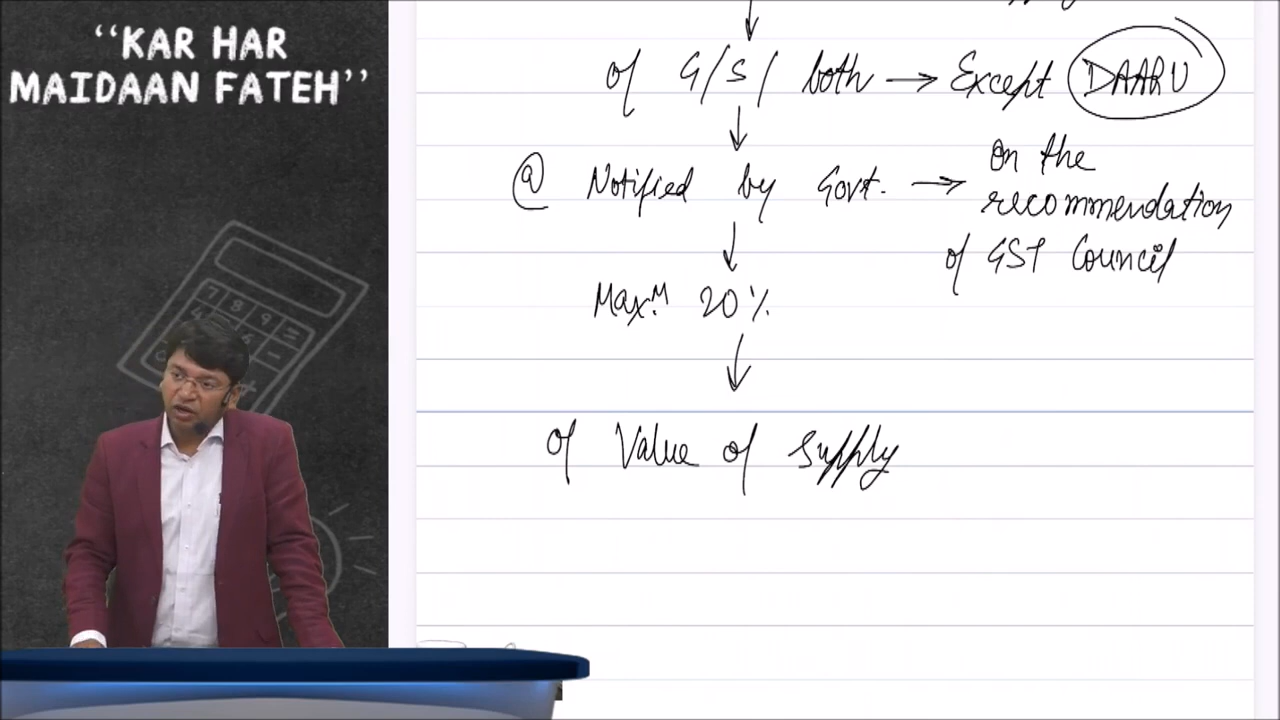 “KAR HAR
MAIDAAN FATEH”
of G/S/ both → Except DAARU
@ Notified by Govt. → on the
recommendation
of GST Council
Max.ᴹ 20%
of Value of Supply